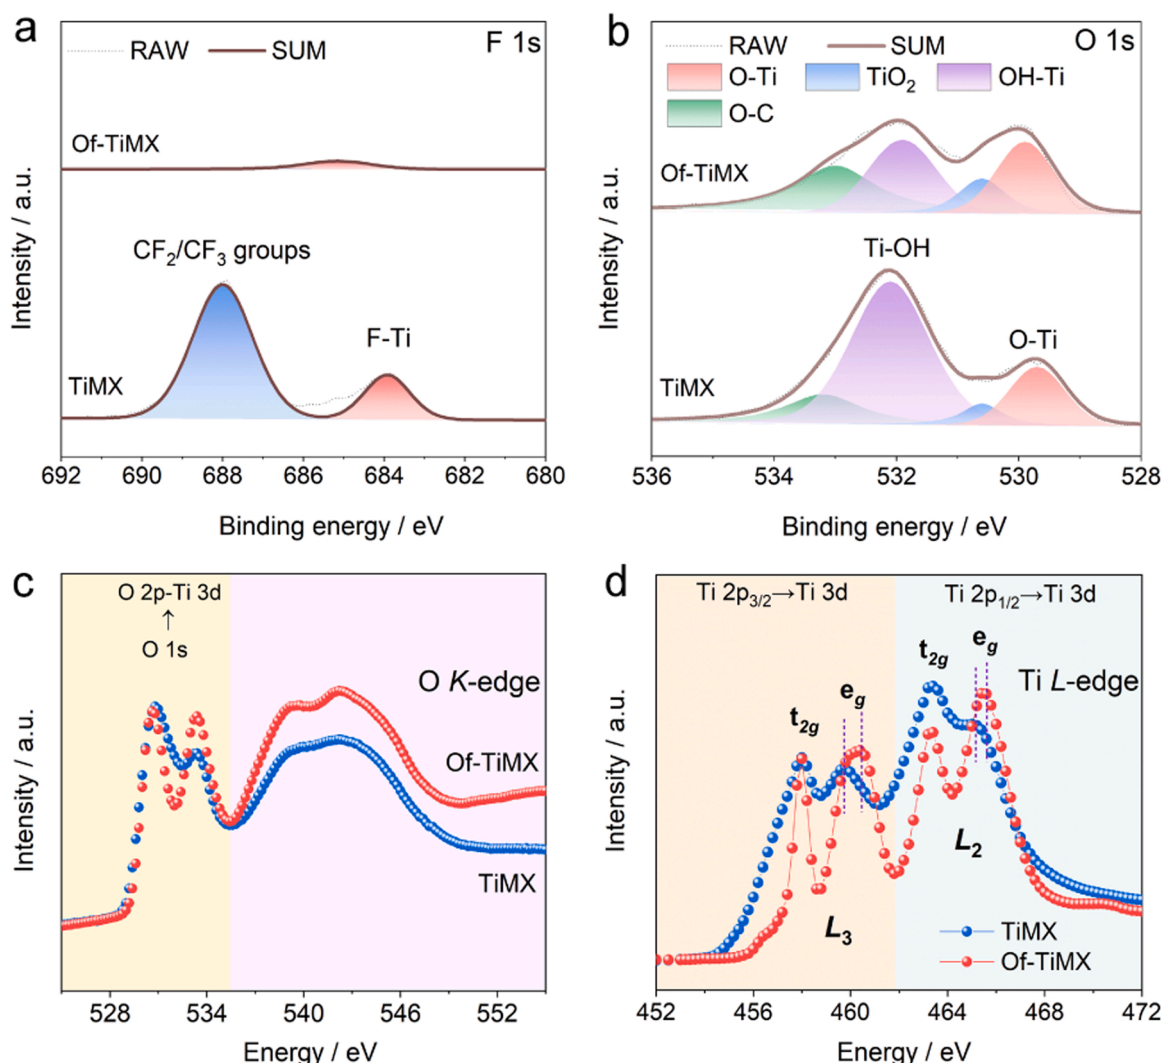 a
F 1s
RAW
SUM
Of-TiMX
CF₂/CF₃ groups
F-Ti
TiMX
692 690 688 686 684 682 680
Binding energy / eV
Intensity / a.u.
b
O 1s
RAW
SUM
O-Ti
TiO₂
OH-Ti
O-C
Of-TiMX
Ti-OH
O-Ti
TiMX
536 534 532 530 528
Binding energy / eV
Intensity / a.u.
c
O 2p-Ti 3d
↑
O 1s
O K-edge
Of-TiMX
TiMX
528 534 540 546 552
Energy / eV
Intensity / a.u.
d
Ti 2p₃/₂→Ti 3d
Ti 2p₁/₂→Ti 3d
t₂g
e_g
t₂g
e_g
Ti L-edge
L₃
L₂
TiMX
Of-TiMX
452 456 460 464 468 472
Energy / eV
Intensity / a.u.